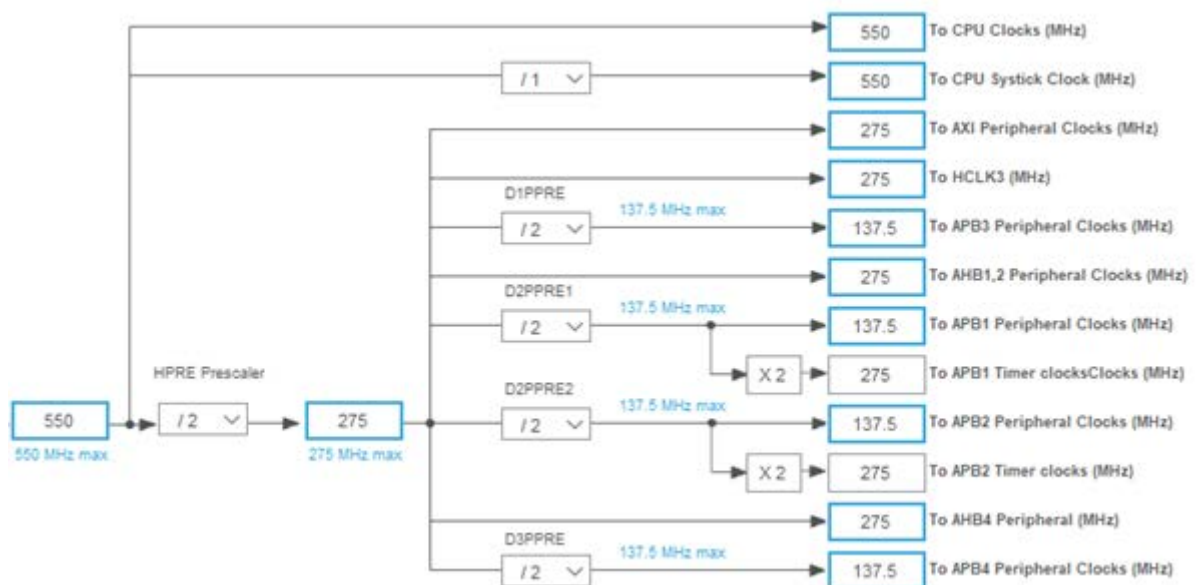 550 To CPU Clocks (MHz)
/ 1 550 To CPU Systick Clock (MHz)
275 To AXI Peripheral Clocks (MHz)
275 To HCLK3 (MHz)
D1PPRE
137.5 MHz max
/ 2 137.5 To APB3 Peripheral Clocks (MHz)
275 To AHB1,2 Peripheral Clocks (MHz)
D2PPRE1
137.5 MHz max
/ 2 137.5 To APB1 Peripheral Clocks (MHz)
X 2 275 To APB1 Timer clocksClocks (MHz)
HPRE Prescaler
D2PPRE2
137.5 MHz max
550 / 2 275 / 2 137.5 To APB2 Peripheral Clocks (MHz)
550 MHz max 275 MHz max
X 2 275 To APB2 Timer clocks (MHz)
275 To AHB4 Peripheral (MHz)
D3PPRE
137.5 MHz max
/ 2 137.5 To APB4 Peripheral Clocks (MHz)